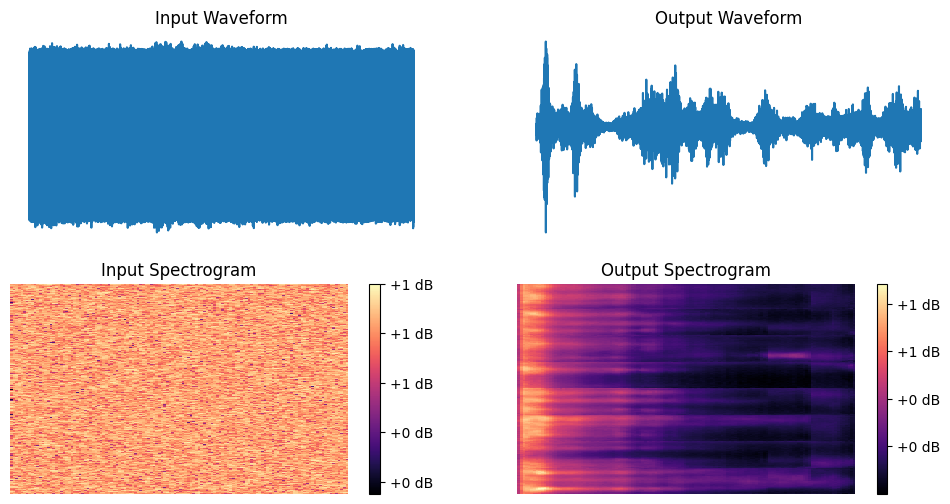 Input Waveform
Output Waveform
Input Spectrogram
+1 dB
+1 dB
+1 dB
+0 dB
+0 dB
Output Spectrogram
+1 dB
+1 dB
+0 dB
+0 dB